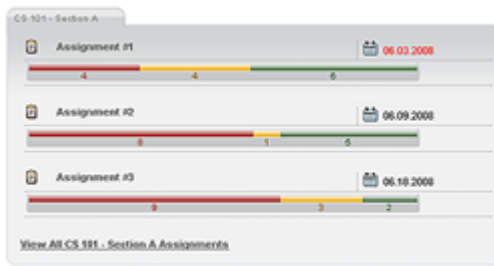 CS 101 - Section A
Assignment #1 06.03.2008
4 4 6
Assignment #2 06.09.2008
8 1 5
Assignment #3 06.18.2008
9 3 2
View All CS 101 - Section A Assignments